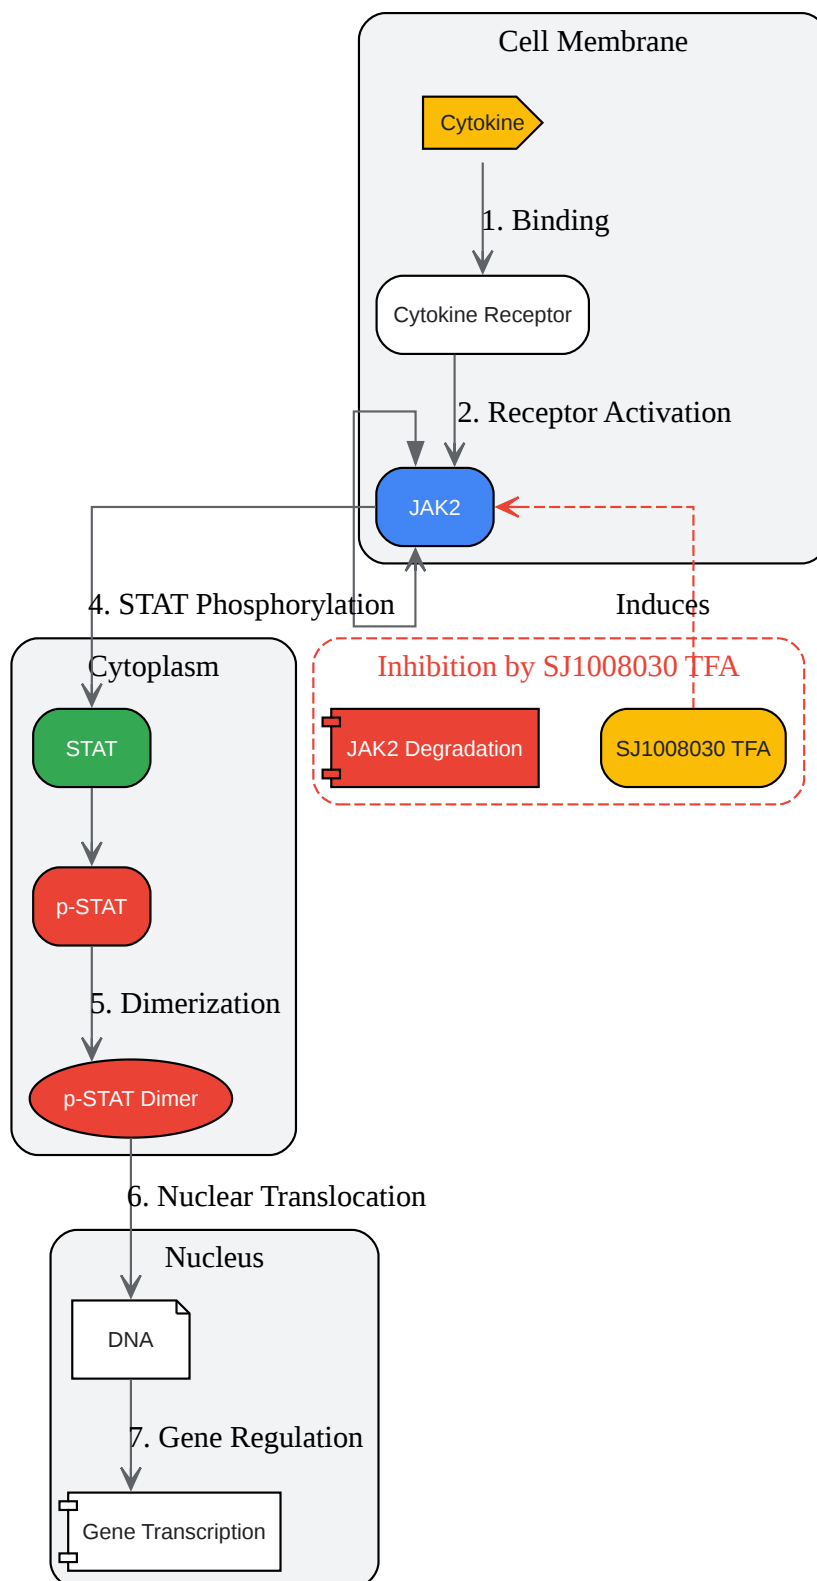 Cell Membrane
Cytokine
1. Binding
Cytokine Receptor
2. Receptor Activation
JAK2
4. STAT Phosphorylation
Induces
Cytoplasm
Inhibition by SJ1008030 TFA
STAT
JAK2 Degradation
SJ1008030 TFA
p-STAT
5. Dimerization
p-STAT Dimer
6. Nuclear Translocation
Nucleus
DNA
7. Gene Regulation
Gene Transcription